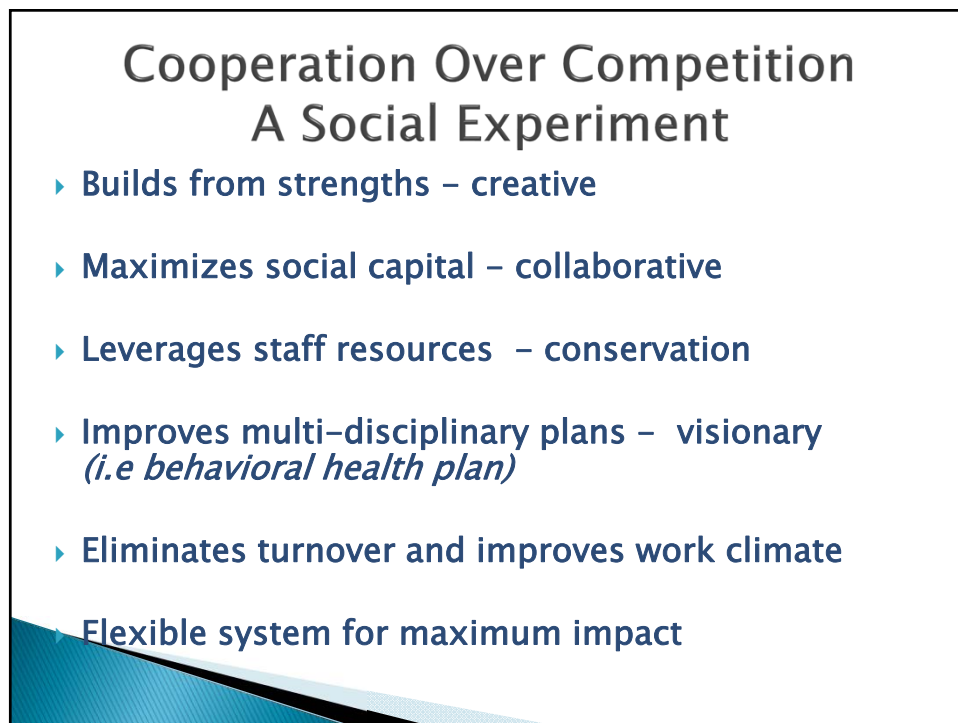 Cooperation Over Competition
A Social Experiment
Builds from strengths - creative
Maximizes social capital - collaborative
Leverages staff resources - conservation
Improves multi-disciplinary plans - visionary
(i.e behavioral health plan)
Eliminates turnover and improves work climate
Flexible system for maximum impact